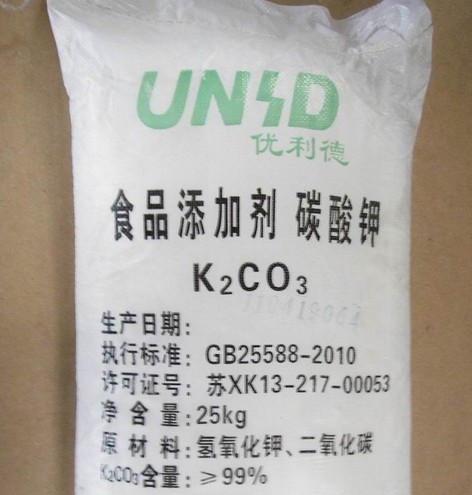 UNID
优利德
食品添加剂 碳酸钾
K₂CO₃
生产日期:
执行标准: GB25588-2010
许可证号: 苏XK13-217-00053
净含量:25kg
原材料:氢氧化钾、二氧化碳
K₂CO₃含量: ≥99%